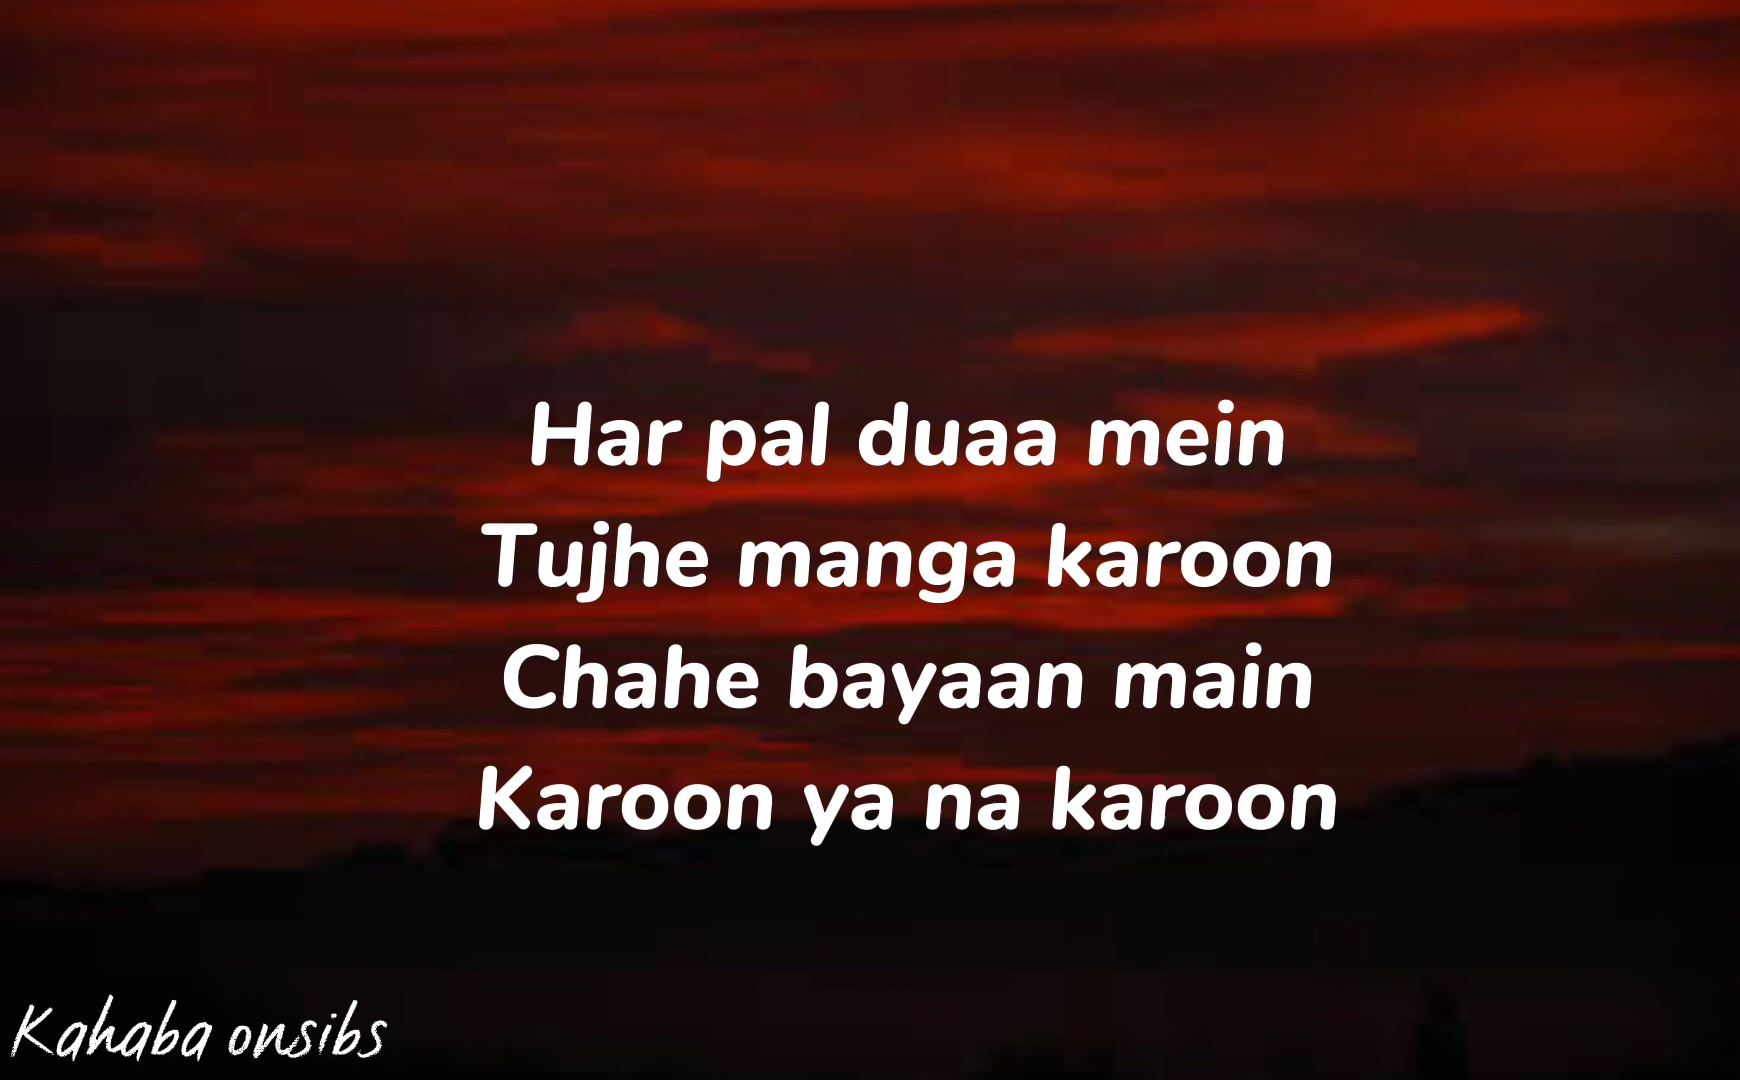 Har pal duaa mein
Tujhe manga karoon
Chahe bayaan main
Karoon ya na karoon
Kahaba onsibs